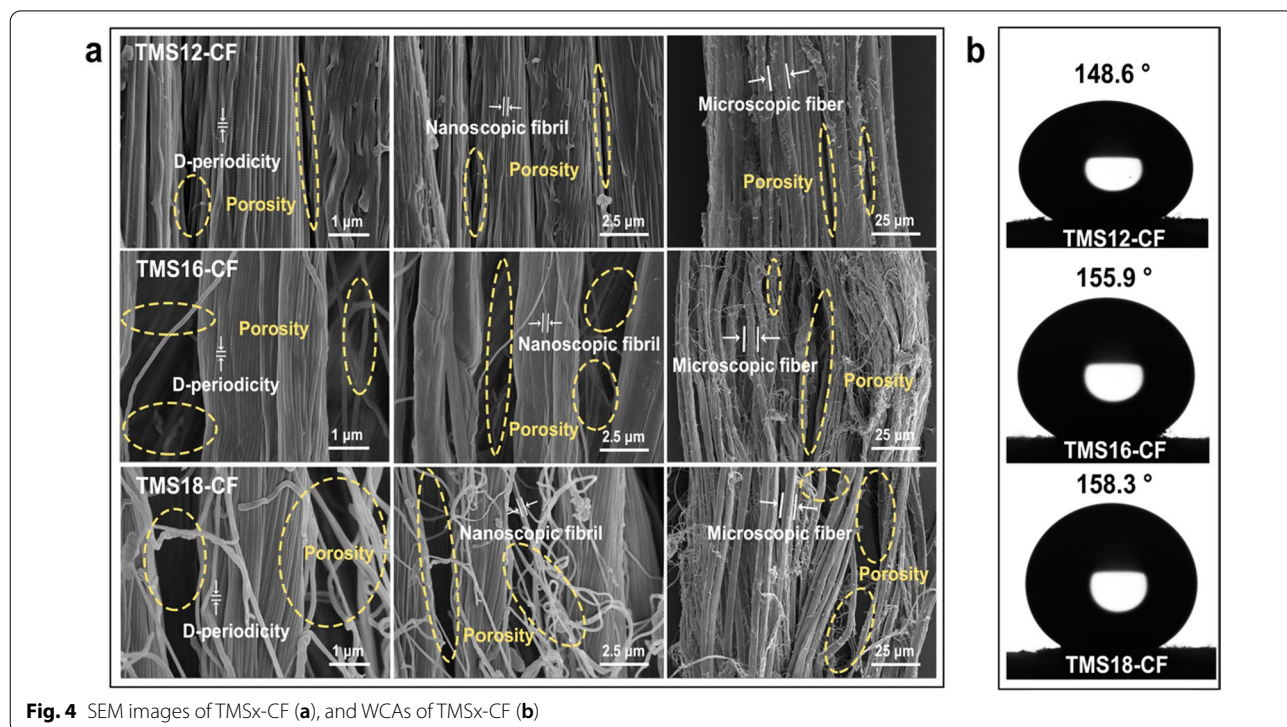 a
TMS12-CF
D-periodicity
Porosity
1 µm
Nanoscopic fibril
Porosity
2.5 µm
Microscopic fiber
Porosity
25 µm
TMS16-CF
Porosity
D-periodicity
1 µm
Nanoscopic fibril
Porosity
2.5 µm
Microscopic fiber
Porosity
25 µm
TMS18-CF
Porosity
D-periodicity
1 µm
Nanoscopic fibril
Porosity
2.5 µm
Microscopic fiber
Porosity
25 µm
b
148.6 °
TMS12-CF
155.9 °
TMS16-CF
158.3 °
TMS18-CF
Fig. 4 SEM images of TMSx-CF (a), and WCAs of TMSx-CF (b)